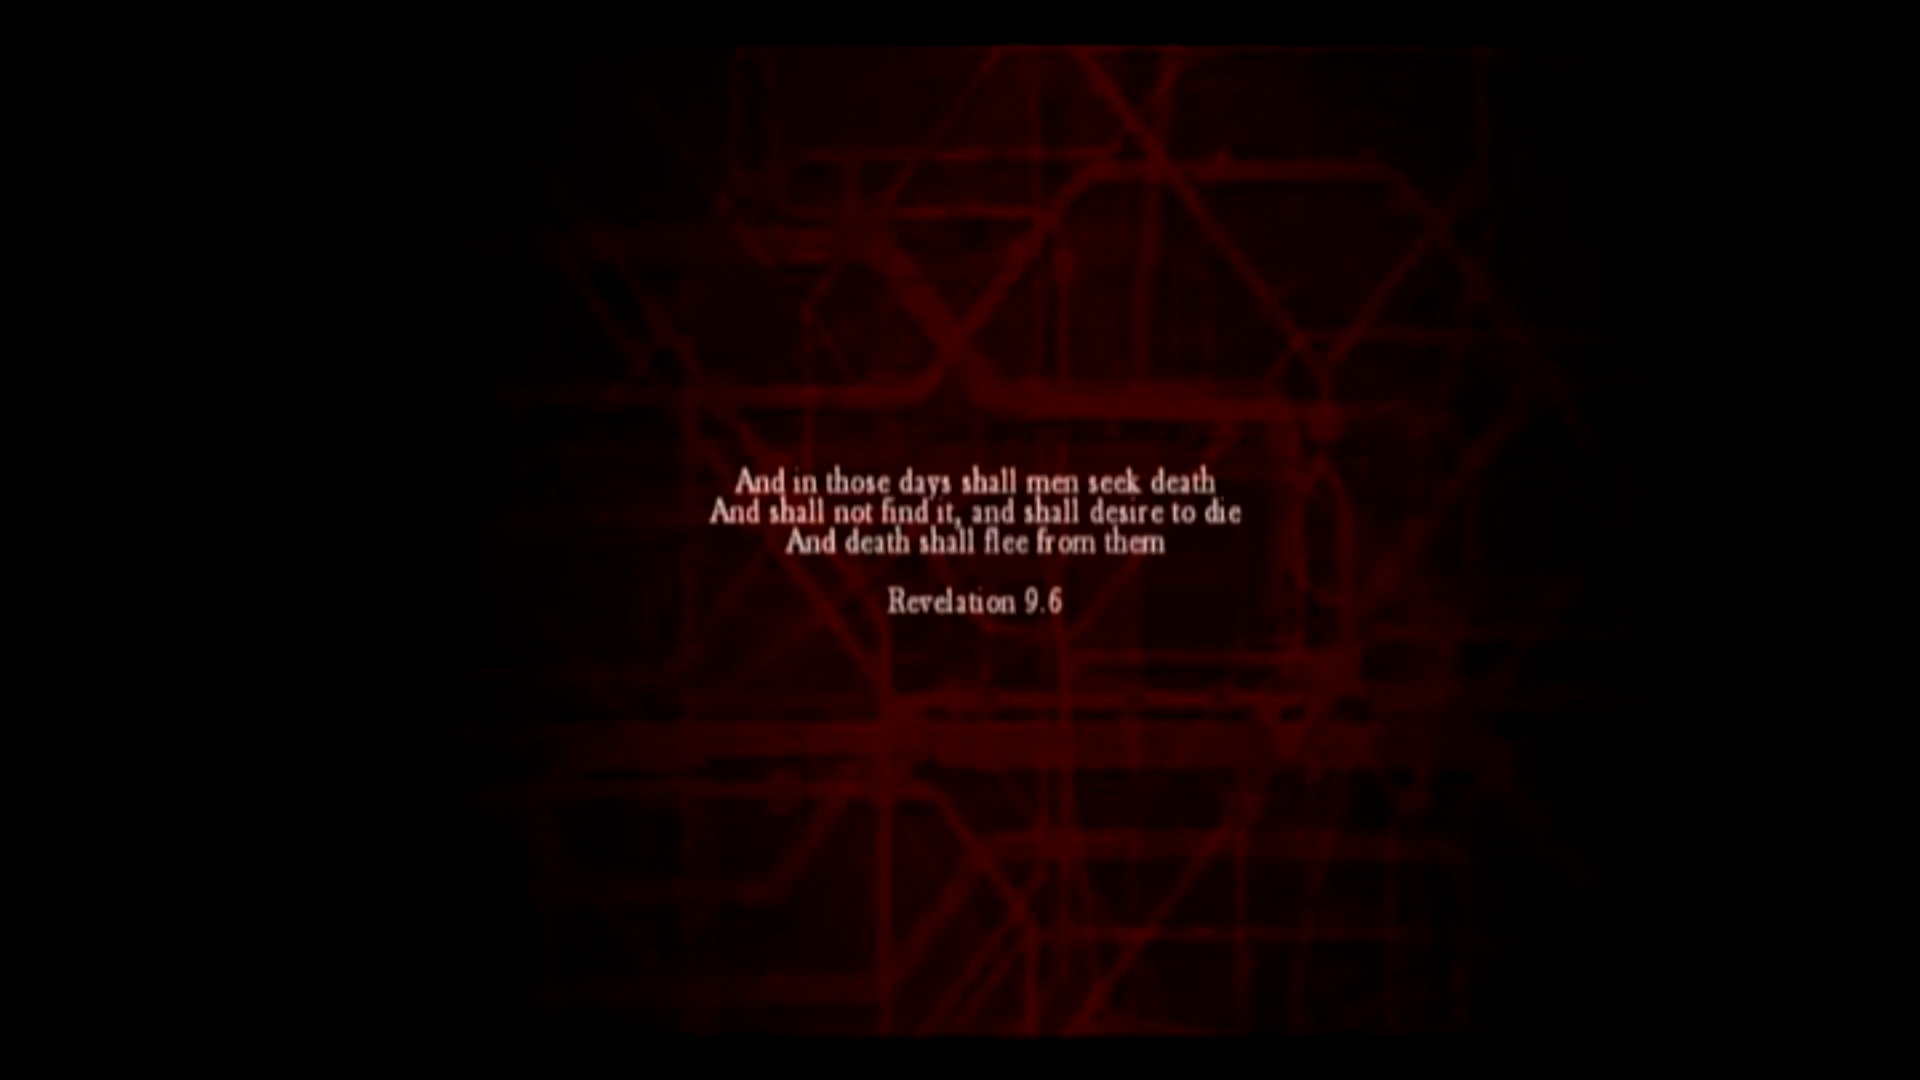 And in those days shall men seek death
And shall not find it, and shall desire to die
And death shall flee from them
Revelation 9.6